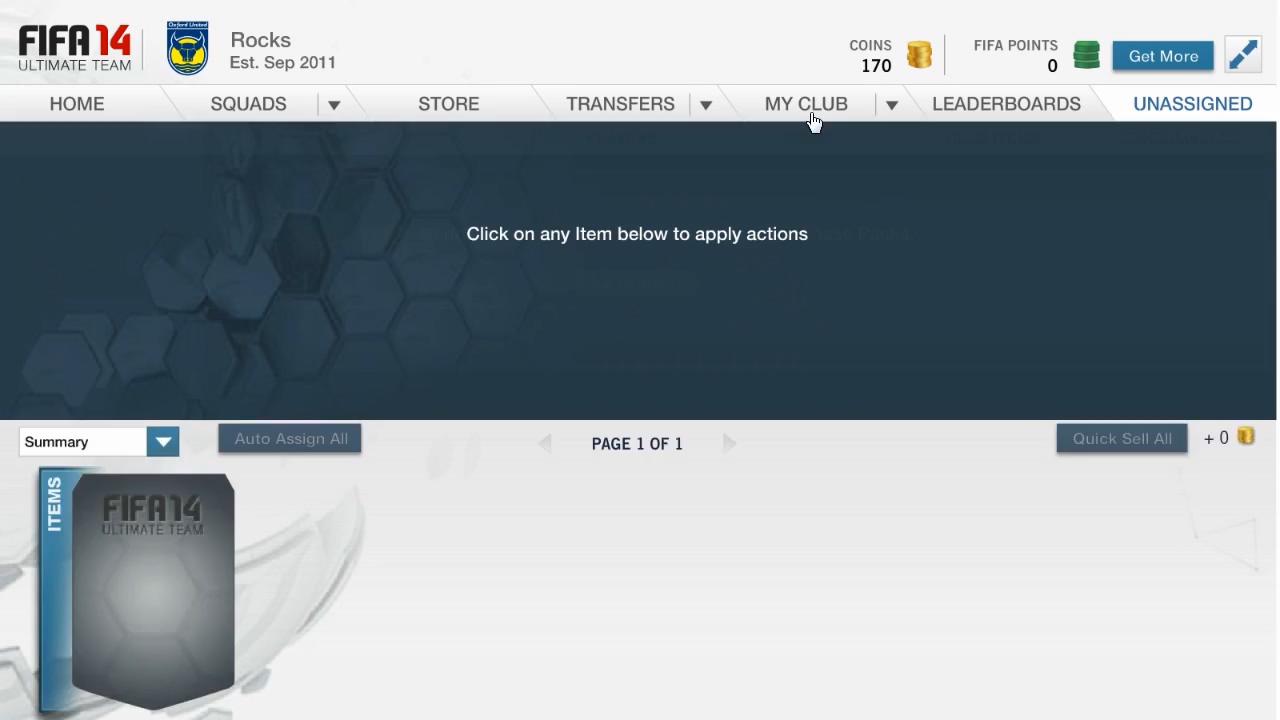 FIFA 14
ULTIMATE TEAM
Oxford United
Rocks
Est. Sep 2011
COINS
170
FIFA POINTS
0
Get More
HOME
SQUADS
STORE
TRANSFERS
MY CLUB
LEADERBOARDS
UNASSIGNED
Click on any Item below to apply actions
Summary
Auto Assign All
PAGE 1 OF 1
Quick Sell All
+ 0
ITEMS
FIFA 14
ULTIMATE TEAM